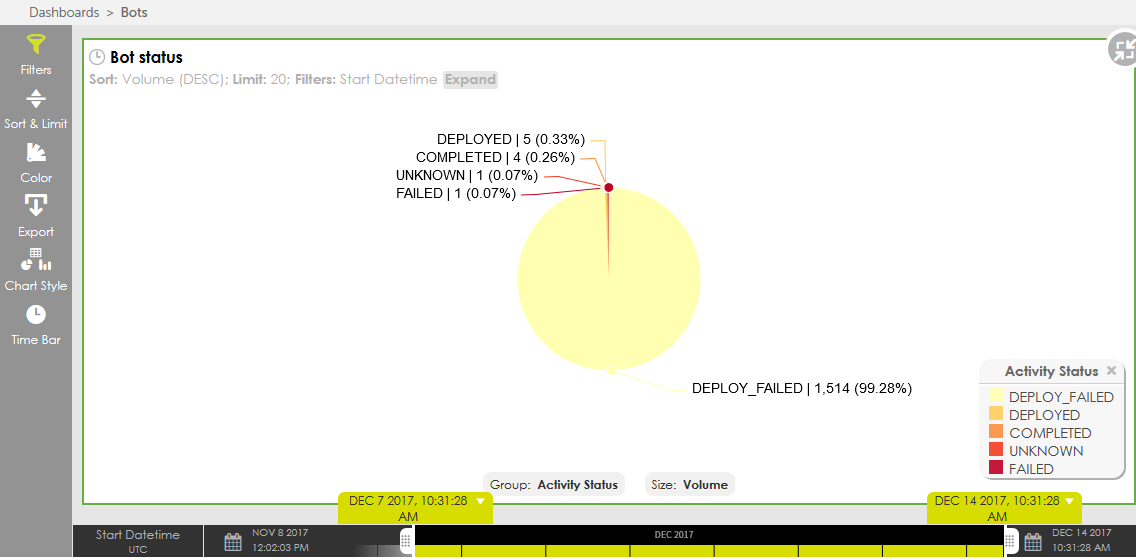 Dashboards > Bots
Filters
Sort & Limit
Color
Export
Chart Style
Time Bar
Bot status
Sort: Volume (DESC); Limit: 20; Filters: Start Datetime Expand
DEPLOYED | 5 (0.33%)
COMPLETED | 4 (0.26%)
UNKNOWN | 1 (0.07%)
FAILED | 1 (0.07%)
DEPLOY_FAILED | 1,514 (99.28%)
Activity Status
DEPLOY_FAILED
DEPLOYED
COMPLETED
UNKNOWN
FAILED
Group: Activity Status
Size: Volume
DEC 7 2017, 10:31:28
AM
DEC 14 2017, 10:31:28
AM
Start Datetime
UTC
NOV 8 2017
12:02:03 PM
DEC 2017
DEC 14 2017
10:31:28 AM